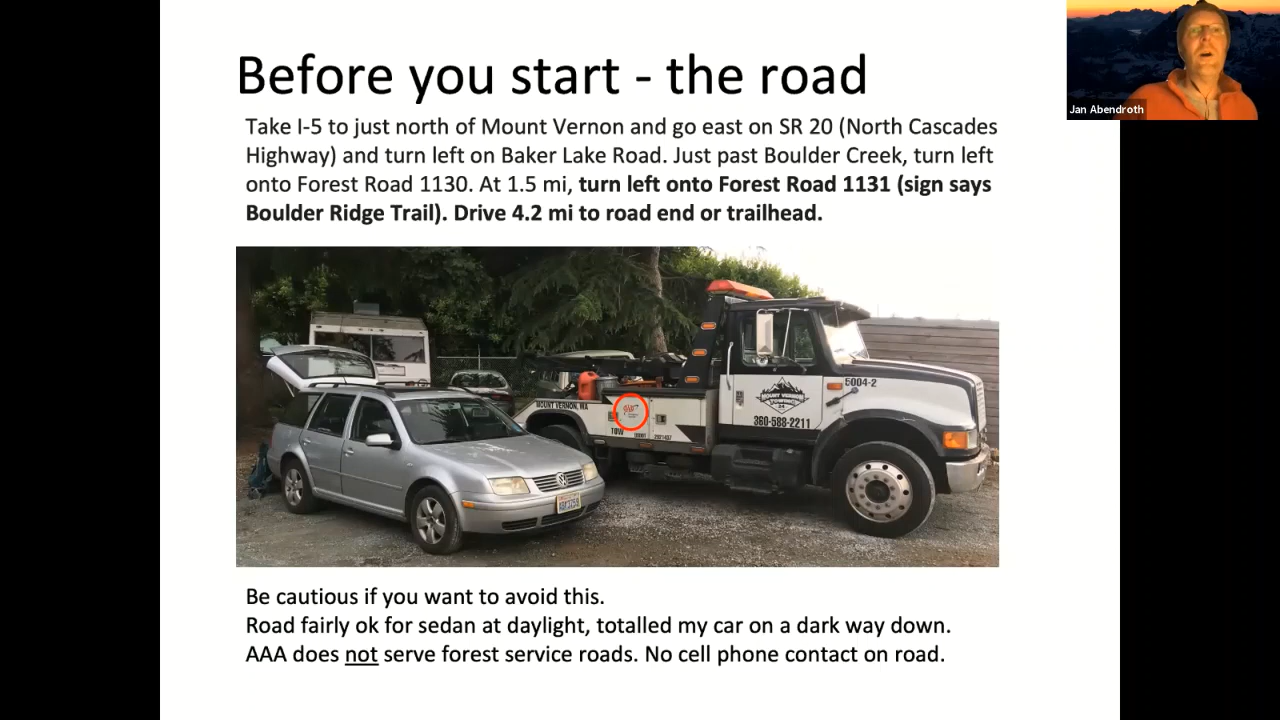 Before you start - the road
Jan Abendroth
Take I-5 to just north of Mount Vernon and go east on SR 20 (North Cascades
Highway) and turn left on Baker Lake Road. Just past Boulder Creek, turn left
onto Forest Road 1130. At 1.5 mi, turn left onto Forest Road 1131 (sign says
Boulder Ridge Trail). Drive 4.2 mi to road end or trailhead.
5004-2
MOUNT VERNON
TOWING
24
360-588-2211
MOUNT VERNON, WA
TOW
Be cautious if you want to avoid this.
Road fairly ok for sedan at daylight, totalled my car on a dark way down.
AAA does not serve forest service roads. No cell phone contact on road.